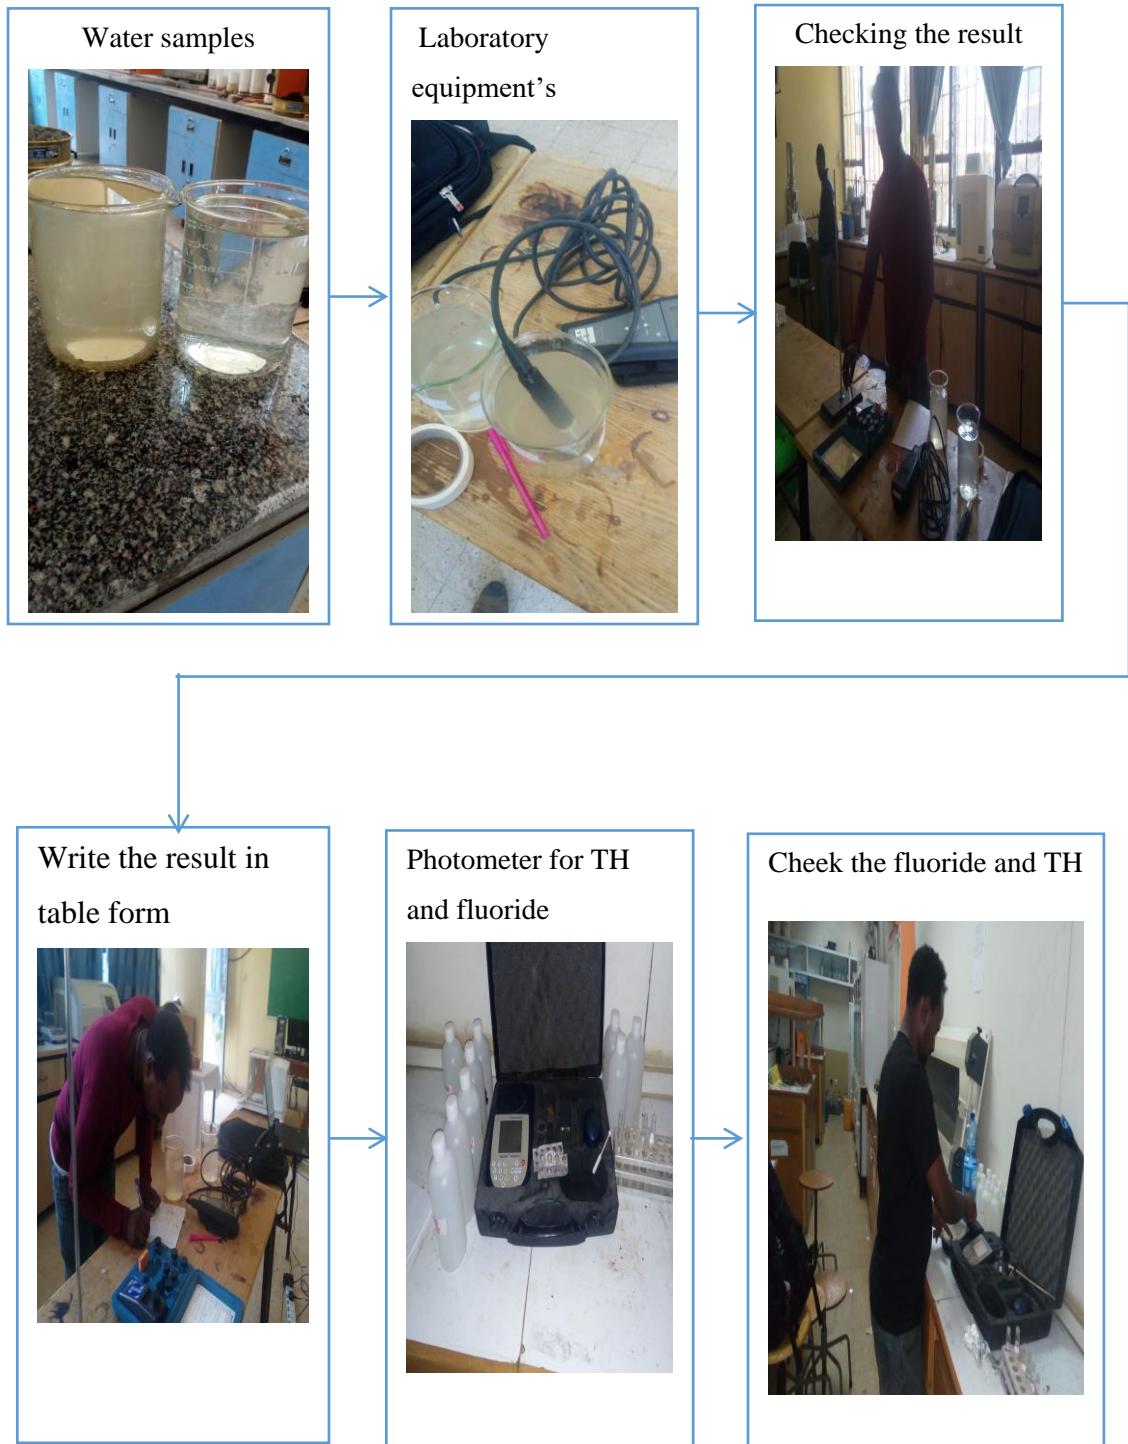 Water samples
Laboratory
equipment's
Checking the result
Write the result in
table form
Photometer for TH
and fluoride
Cheek the fluoride and TH